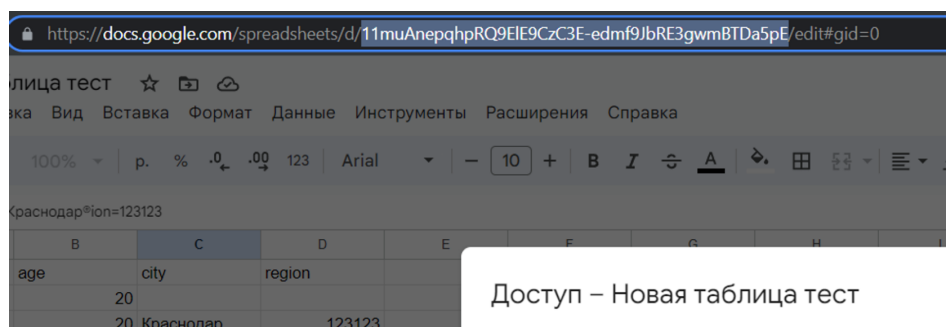 https://docs.google.com/spreadsheets/d/11muAnepqhpRQ9ElE9CzC3E-edmf9JbRE3gwmBTDa5pE/edit#gid=0
лица тест
вка Вид Вставка Формат Данные Инструменты Расширения Справка
100% р. % .0 .00 123 Arial 10 + B I S A
Краснодар®ion=123123
B C D E F G H
age city region
20
Доступ – Новая таблица тест
20 Краснодар 123123